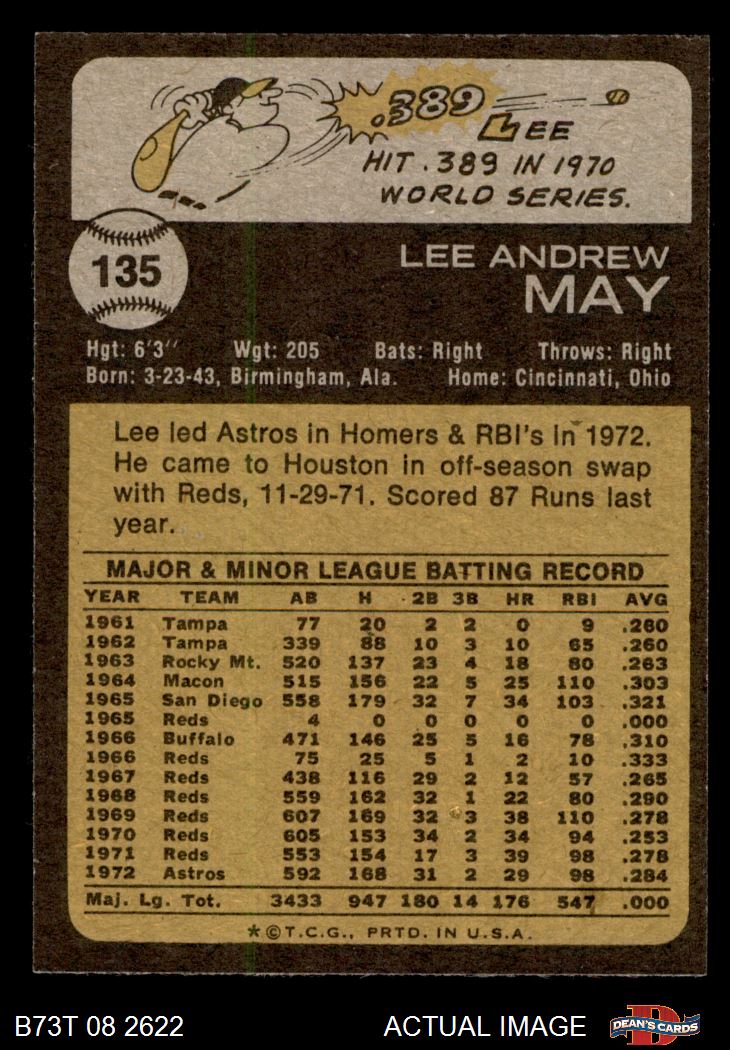 .389
LEE
HIT .389 IN 1970
WORLD SERIES.
135
LEE ANDREW
MAY
Hgt: 6'3" Wgt: 205 Bats: Right Throws: Right
Born: 3-23-43, Birmingham, Ala. Home: Cincinnati, Ohio
Lee led Astros in Homers & RBI's in 1972.
He came to Houston in off-season swap
with Reds, 11-29-71. Scored 87 Runs last
year.
MAJOR & MINOR LEAGUE BATTING RECORD
YEAR TEAM AB H 2B 3B HR RBI AVG
1961 Tampa 77 20 2 2 0 9 .260
1962 Tampa 339 88 10 3 10 65 .260
1963 Rocky Mt. 520 137 23 4 18 80 .263
1964 Macon 515 156 22 5 25 110 .303
1965 San Diego 558 179 32 7 34 103 .321
1965 Reds 4 0 0 0 0 0 .000
1966 Buffalo 471 146 25 5 16 78 .310
1966 Reds 75 25 5 1 2 10 .333
1967 Reds 438 116 29 2 12 57 .265
1968 Reds 559 162 32 1 22 80 .290
1969 Reds 607 169 32 3 38 110 .278
1970 Reds 605 153 34 2 34 94 .253
1971 Reds 553 154 17 3 39 98 .278
1972 Astros 592 168 31 2 29 98 .284
Maj. Lg. Tot. 3433 947 180 14 176 547 .000
*©T.C.G., PRTD. IN U.S.A.
B73T 08 2622 ACTUAL IMAGE D DEAN'S CARDS